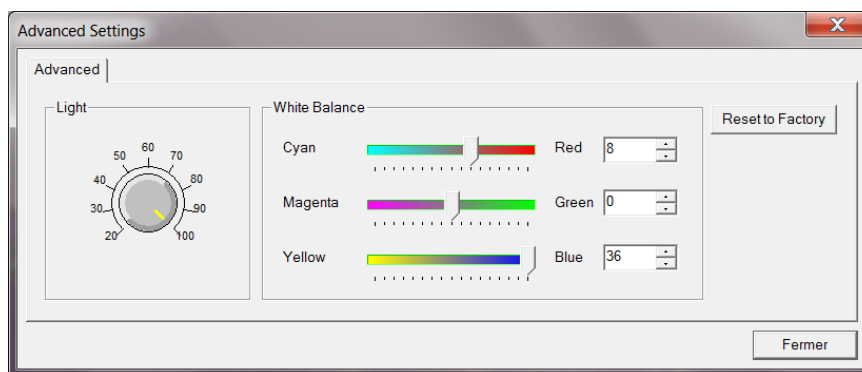 Advanced Settings
X
Advanced
Light
60
50 70
40 80
30 90
20 100
White Balance
Cyan Red 8
Magenta Green 0
Yellow Blue 36
Reset to Factory
Fermer